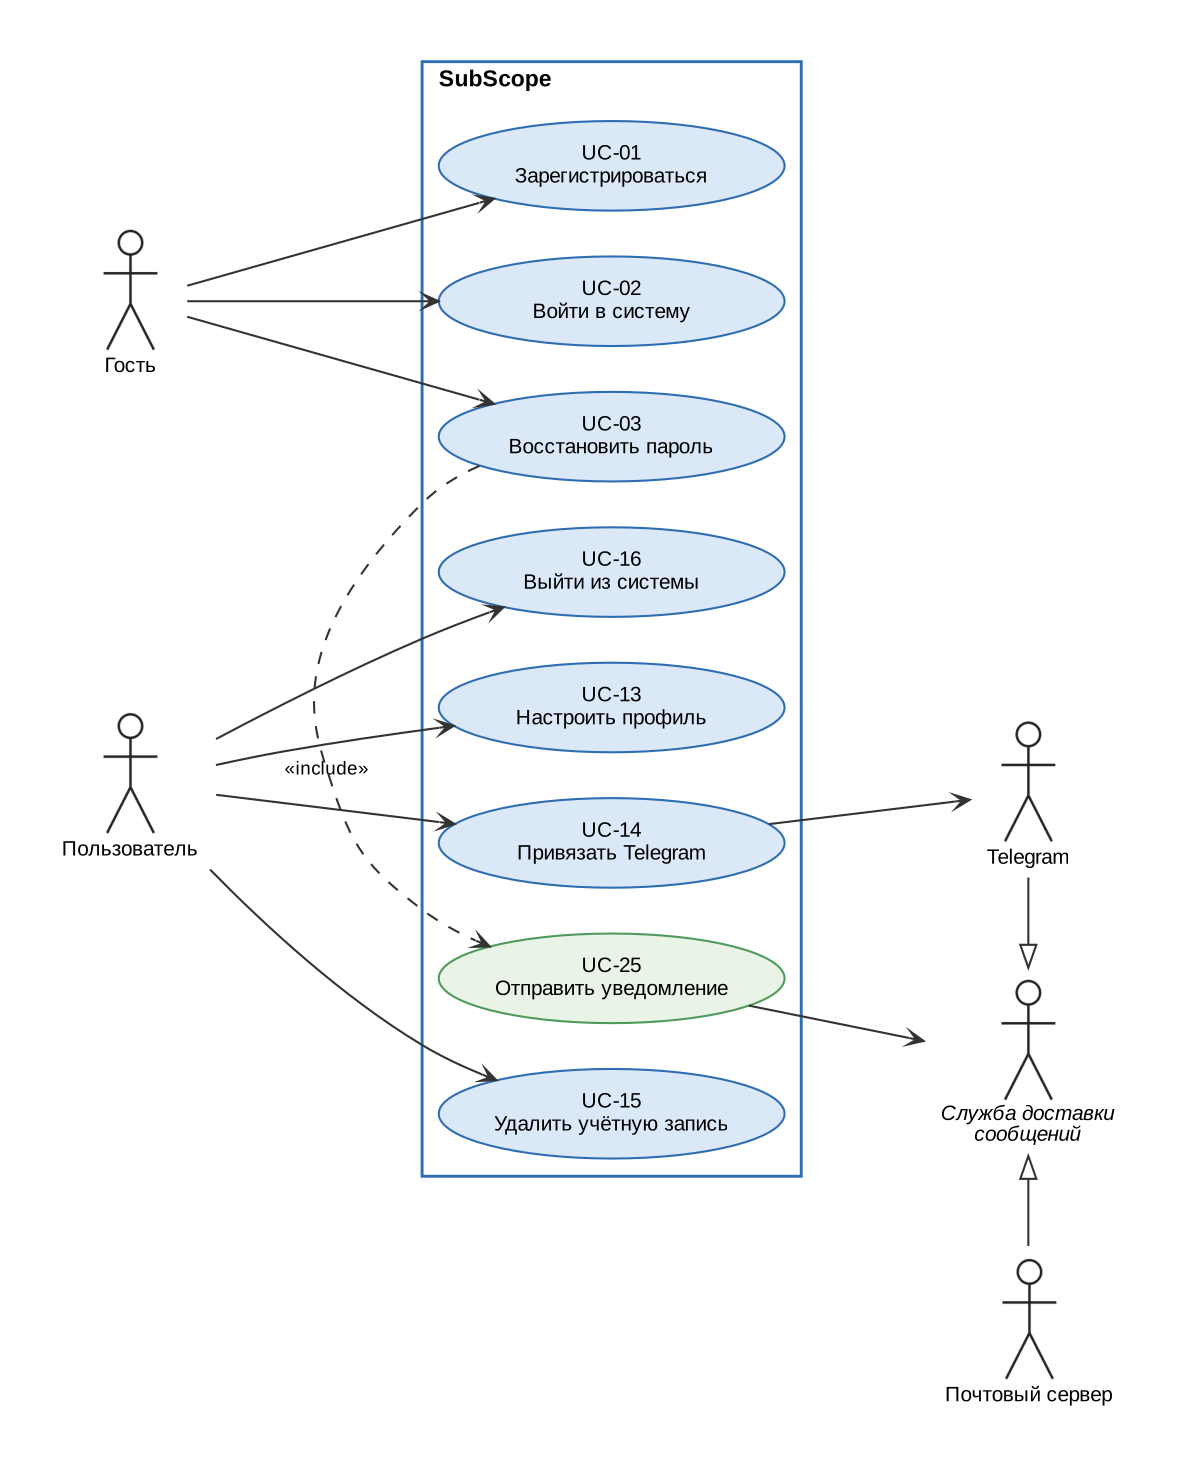 SubScope
UC-01
Зарегистрироваться
UC-02
Войти в систему
Гость
UC-03
Восстановить пароль
UC-16
Выйти из системы
UC-13
Настроить профиль
«include»
Пользователь
UC-14
Привязать Telegram
Telegram
UC-25
Отправить уведомление
Служба доставки
сообщений
UC-15
Удалить учётную запись
Почтовый сервер